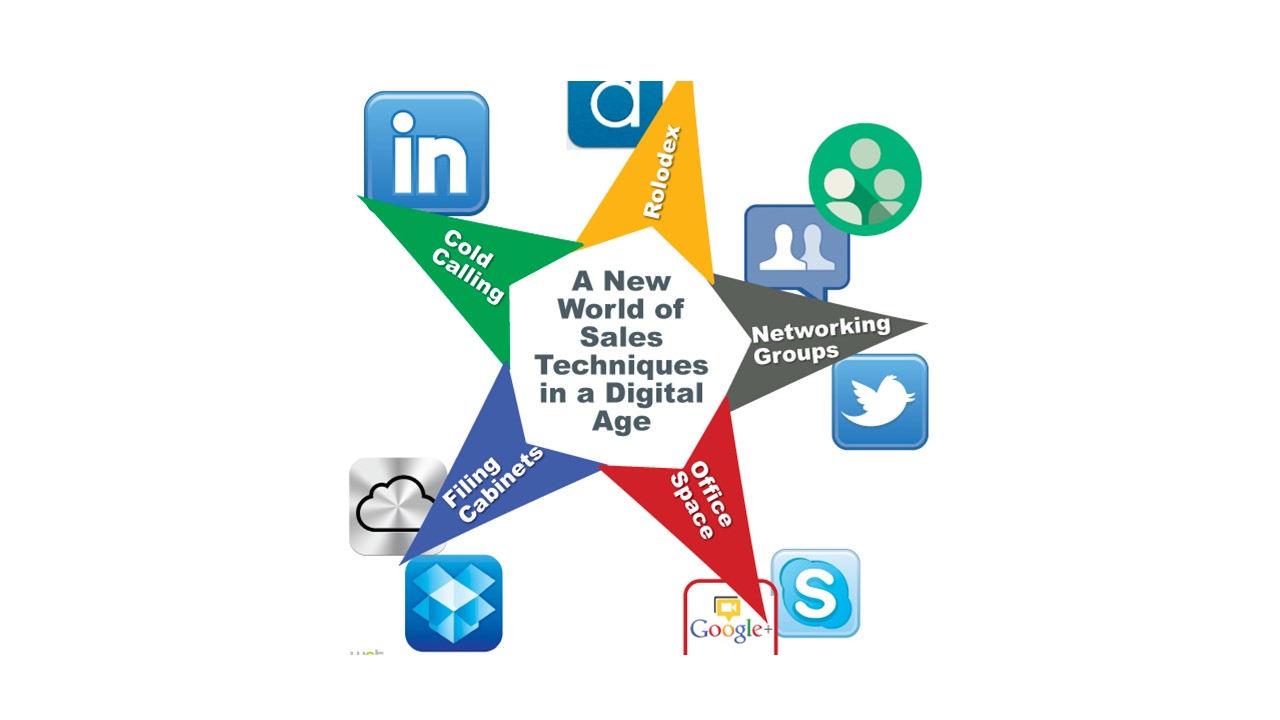 in
a
Rolodex
Cold
Calling
A New
World of
Sales
Techniques
in a Digital
Age
Networking
Groups
Filing
Cabinets
Office
Space
S
Google+